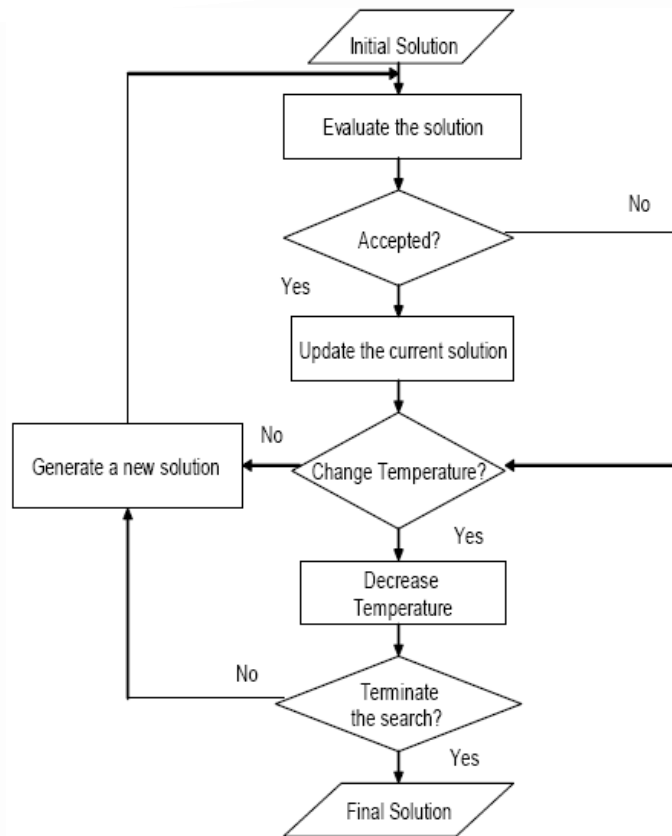 Initial Solution
Evaluate the solution
No
Accepted?
Yes
Update the current solution
No
Generate a new solution
Change Temperature?
Yes
Decrease
Temperature
No
Terminate
the search?
Yes
Final Solution